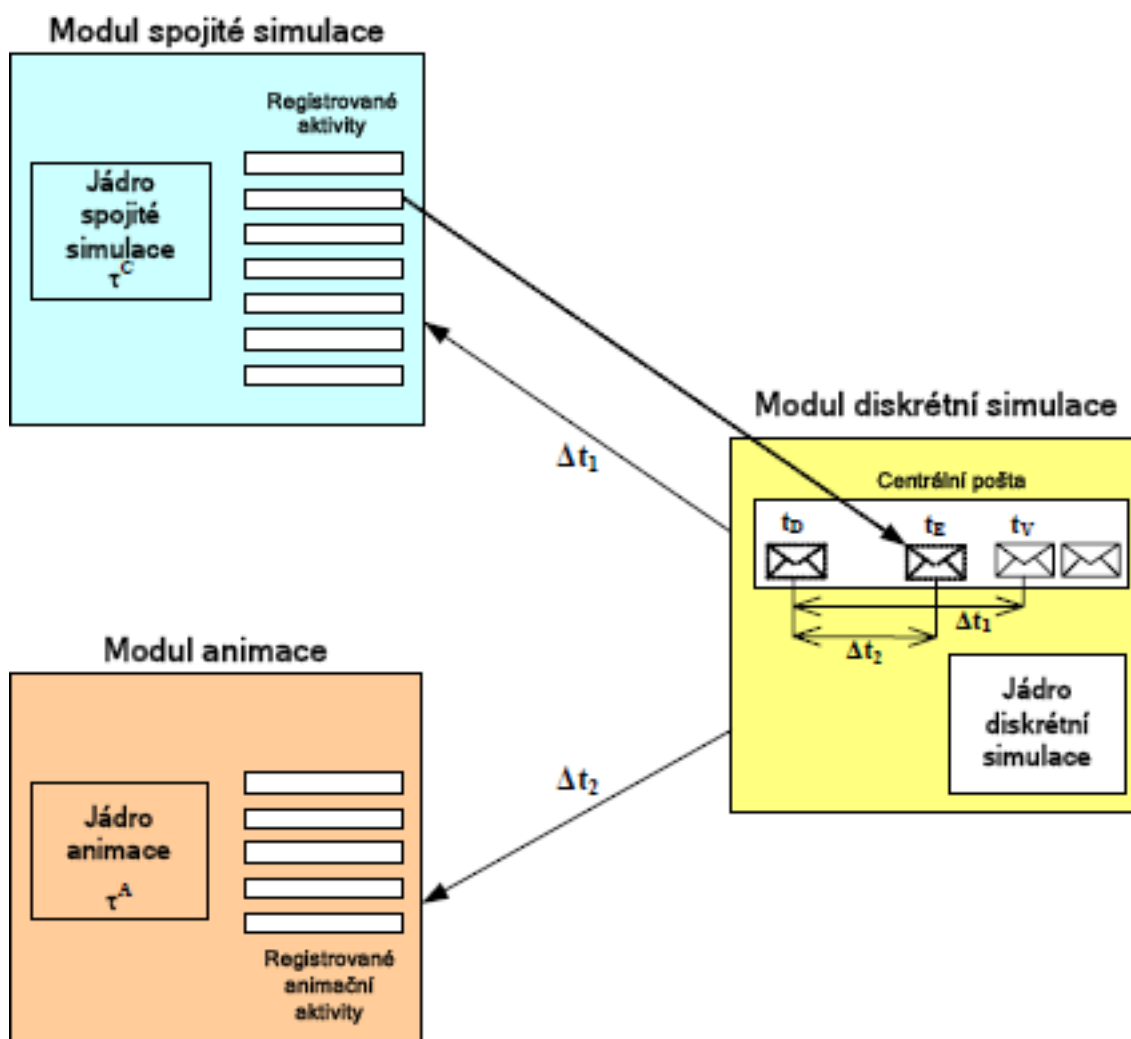 Modul spojité simulace
Registrované
aktivity
Jádro
spojité
simulace
τC
Δt1
Modul diskrétní simulace
Centrální pošta
tD tE tV
Δt1
Δt2
Jádro
diskrétní
simulace
Modul animace
Δt2
Jádro
animace
τA
Registrované
animační
aktivity